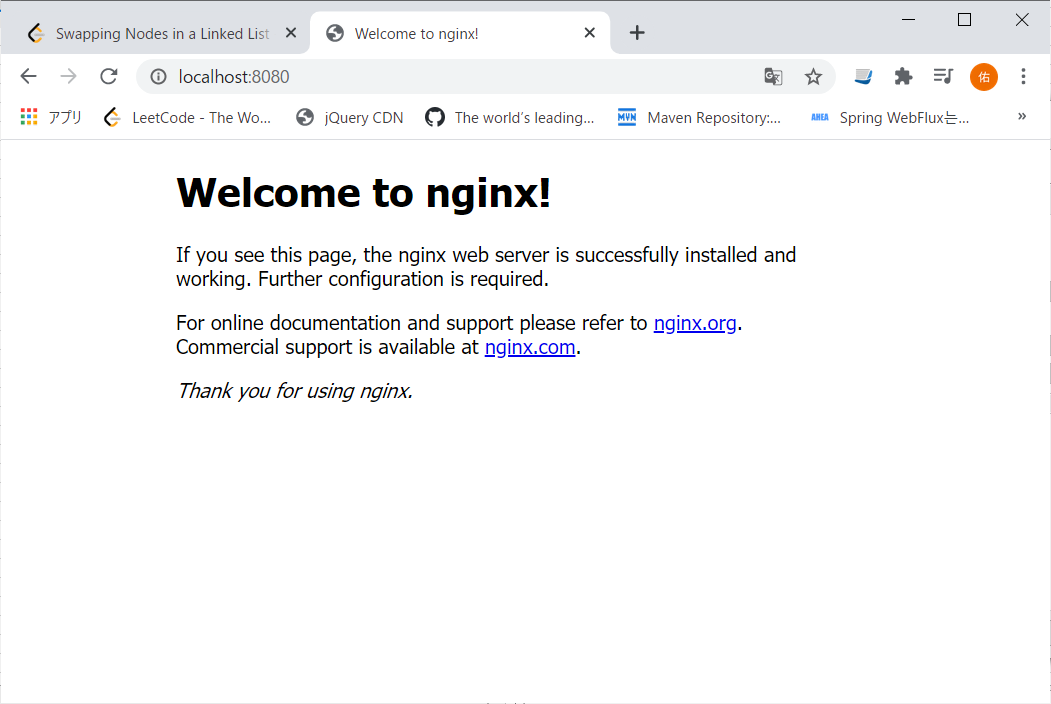 Swapping Nodes in a Linked List
Welcome to nginx!
localhost:8080
佑
アプリ
LeetCode - The Wo...
jQuery CDN
The world's leading...
MVN
Maven Repository:...
AHEA
Spring WebFlux는...
»
Welcome to nginx!
If you see this page, the nginx web server is successfully installed and
working. Further configuration is required.
For online documentation and support please refer to nginx.org.
Commercial support is available at nginx.com.
Thank you for using nginx.